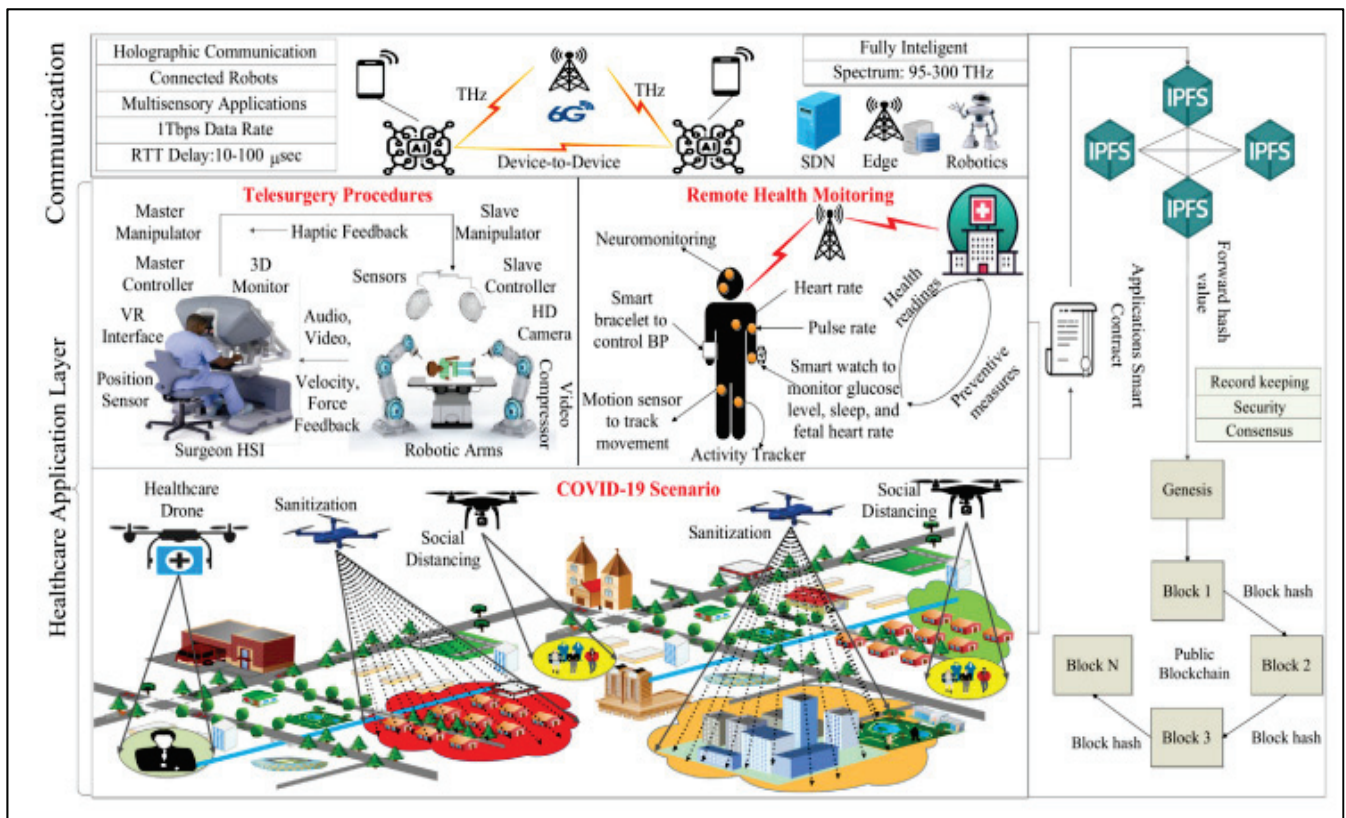 Communication
Holographic Communication
Connected Robots
Multisensory Applications
1Tbps Data Rate
RTT Delay:10-100 μsec
THz
6G
THz
AI
AI
Device-to-Device
Fully Inteligent
Spectrum: 95-300 THz
SDN
Edge
Robotics
Healthcare Application Layer
Telesurgery Procedures
Master
Manipulator
Haptic Feedback
Slave
Manipulator
Master
Controller
3D
Monitor
Sensors
Slave
Controller
VR
Interface
Audio,
Video,
HD
Camera
Position
Sensor
Velocity,
Force
Feedback
Video
Compressor
Surgeon HSI
Robotic Arms
Remote Health Moitoring
Neuromonitoring
Heart rate
Smart
bracelet to
control BP
Pulse rate
Health
readings
Smart watch to
monitor glucose
level, sleep, and
fetal heart rate
Preventive
measures
Motion sensor
to track
movement
Activity Tracker
COVID-19 Scenario
Healthcare
Drone
Sanitization
Social
Distancing
Sanitization
Social
Distancing
IPFS
IPFS
IPFS
IPFS
Applications Smart
Contract
Forward hash
value
Record keeping
Security
Consensus
Genesis
Block 1
Block hash
Block N
Public
Blockchain
Block 2
Block hash
Block 3
Block hash